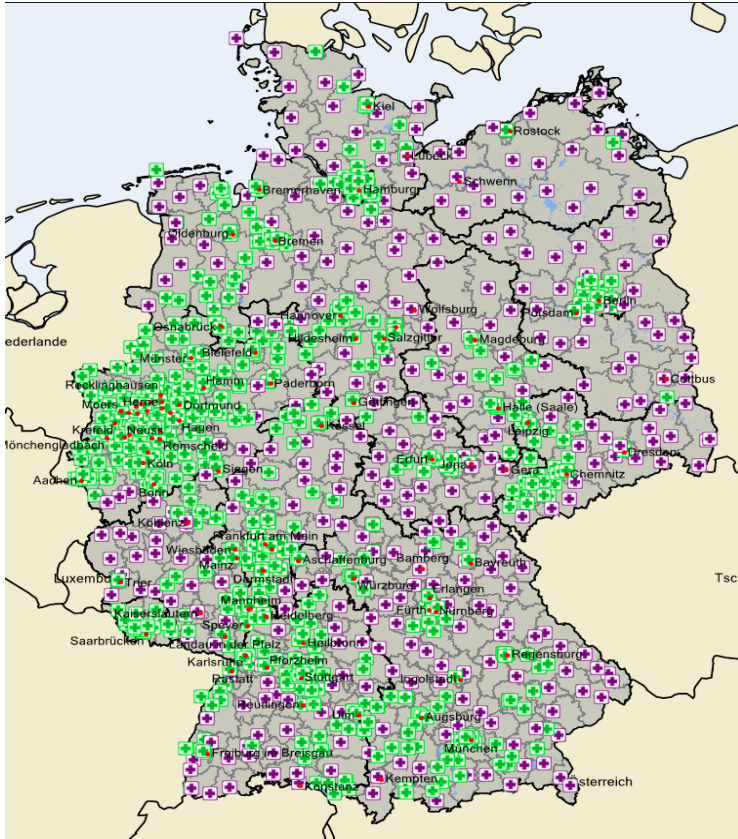 Kiel
Rostock
Lübeck
Schwerin
Bremerhaven
Hamburg
Oldenburg
Bremen
Wolfsburg
Berlin
Potsdam
Hannover
Osnabrück
Hildesheim
Salzgitter
Magdeburg
ederlande
Bielefeld
Münster
Cottbus
Recklinghausen
Hamm
Paderborn
Herne
Göttingen
Moers
Dortmund
Halle (Saale)
Krefeld
Neuss
Hagen
Kassel
Leipzig
Mönchengladbach
Remscheid
Dresden
Köln
Erfurt
Jena
Gera
Siegen
Chemnitz
Aachen
Bonn
Koblenz
Frankfurt am Main
Wiesbaden
Aschaffenburg
Bamberg
Bayreuth
Mainz
Luxembu
Trier
Darmstadt
Würzburg
Tsc
Erlangen
Mannheim
Kaiserslautern
Fürth
Nürnberg
Heidelberg
Speyer
Saarbrücken
Landau in der Pfalz
Heilbronn
Regensburg
Karlsruhe
Pforzheim
Rastatt
Stuttgart
Ingolstadt
Reutlingen
Ulm
Augsburg
München
Freiburg im Breisgau
Kempten
Österreich
Konstanz